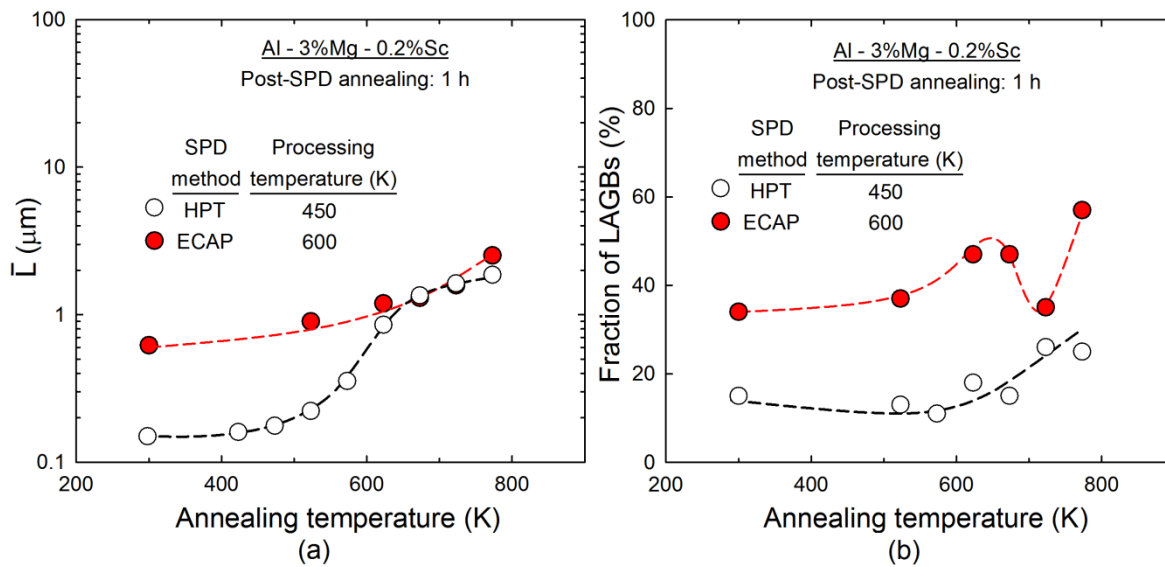 100
10
1
0.1
L̄ (μm)
Al - 3%Mg - 0.2%Sc
Post-SPD annealing: 1 h
SPD Processing
method temperature (K)
HPT 450
ECAP 600
200 400 600 800
Annealing temperature (K)
(a)
100
80
60
40
20
0
Fraction of LAGBs (%)
Al - 3%Mg - 0.2%Sc
Post-SPD annealing: 1 h
SPD Processing
method temperature (K)
HPT 450
ECAP 600
200 400 600 800
Annealing temperature (K)
(b)